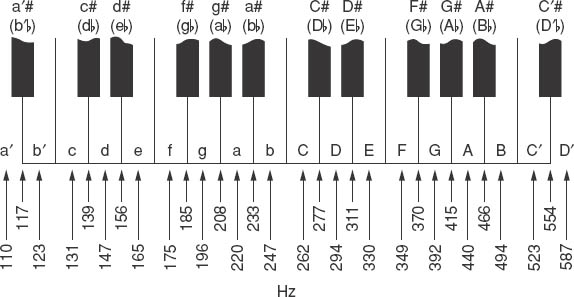 a′# c# d# f# g# a# C# D# F# G# A# C′#
(b′♭) (d♭) (e♭) (g♭) (a♭) (b♭) (D♭) (E♭) (G♭) (A♭) (B♭) (D′♭)
a′ b′ c d e f g a b C D E F G A B C′ D′
110 117 123 131 139 147 156 165 175 185 196 208 220 233 247 262 277 294 311 330 349 370 392 415 440 466 494 523 554 587
Hz